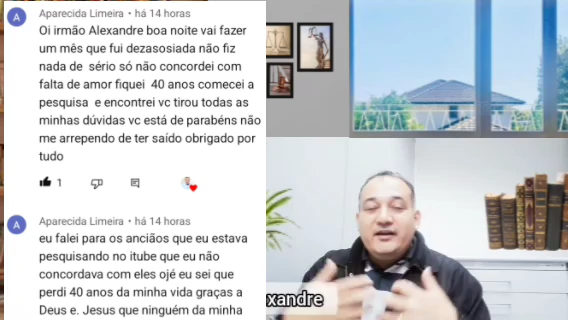 A
Aparecida Limeira • há 14 horas
Oi irmão Alexandre boa noite vai fazer
um mês que fui dezasosiada não fiz
nada de sério só não concordei com
falta de amor fiquei 40 anos comecei a
pesquisa e encontrei vc tirou todas as
minhas dúvidas vc está de parabéns não
me arrependo de ter saído obrigado por
tudo
1
A
Aparecida Limeira • há 14 horas
eu falei para os anciãos que eu estava
pesquisando no itube que eu não
concordava com eles ojé eu sei que
perdi 40 anos da minha vida graças a
Deus e. Jesus que ninguém da minha
xandre